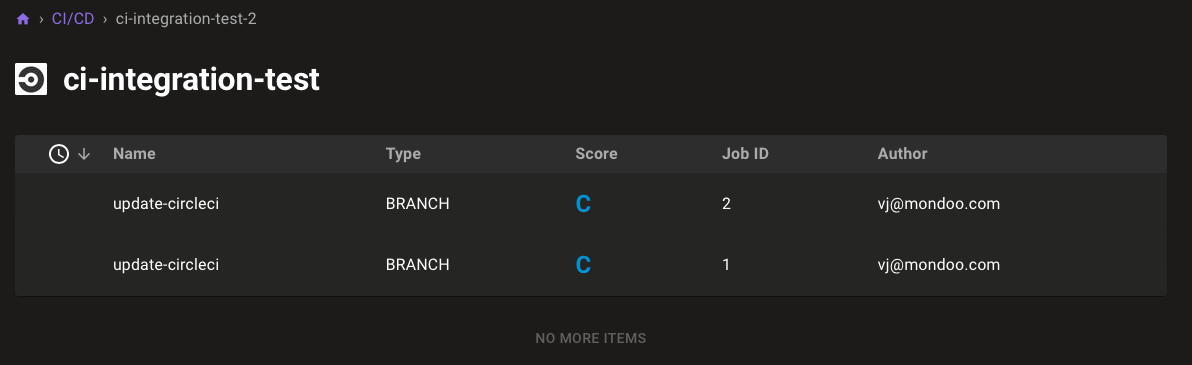 › CI/CD › ci-integration-test-2
ci-integration-test
Name Type Score Job ID Author
update-circleci BRANCH C 2 vj@mondoo.com
update-circleci BRANCH C 1 vj@mondoo.com
NO MORE ITEMS